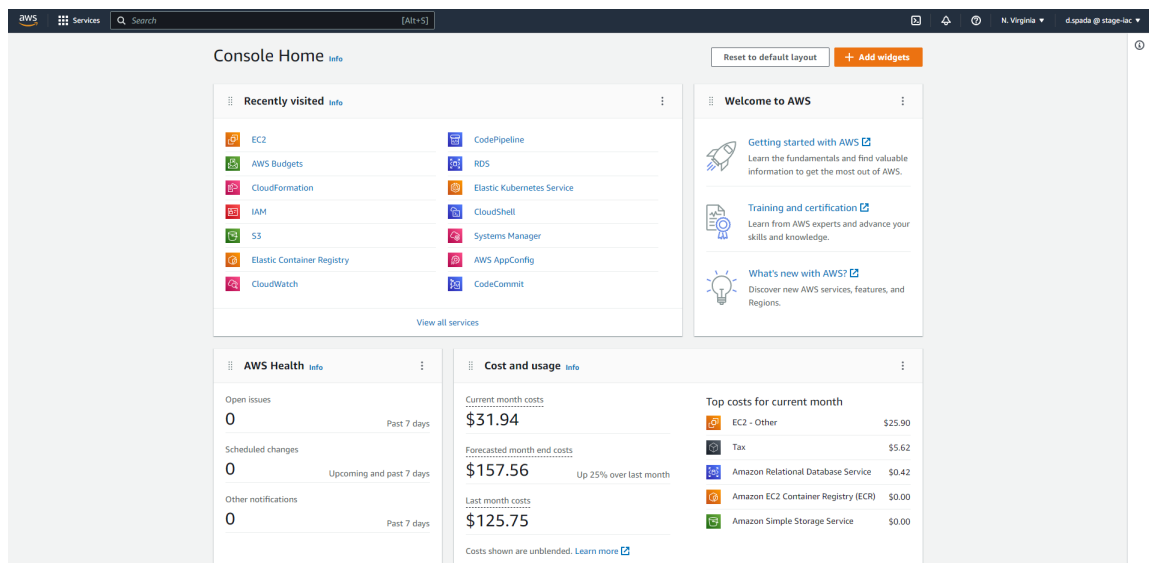 aws Services Search [Alt+S] N. Virginia ▼ d.spada @ stage-iac ▼
Console Home Info
Reset to default layout
+ Add widgets
Recently visited Info
EC2
AWS Budgets
CloudFormation
IAM
S3
Elastic Container Registry
CloudWatch
CodePipeline
RDS
Elastic Kubernetes Service
CloudShell
Systems Manager
AWS AppConfig
CodeCommit
View all services
Welcome to AWS
Getting started with AWS
Learn the fundamentals and find valuable
information to get the most out of AWS.
Training and certification
Learn from AWS experts and advance your
skills and knowledge.
What's new with AWS?
Discover new AWS services, features, and
Regions.
AWS Health Info
Open issues
0 Past 7 days
Scheduled changes
0 Upcoming and past 7 days
Other notifications
0 Past 7 days
Cost and usage Info
Current month costs
$31.94
Forecasted month end costs
$157.56 Up 25% over last month
Last month costs
$125.75
Costs shown are unblended. Learn more
Top costs for current month
EC2 - Other $25.90
Tax $5.62
Amazon Relational Database Service $0.42
Amazon EC2 Container Registry (ECR) $0.00
Amazon Simple Storage Service $0.00